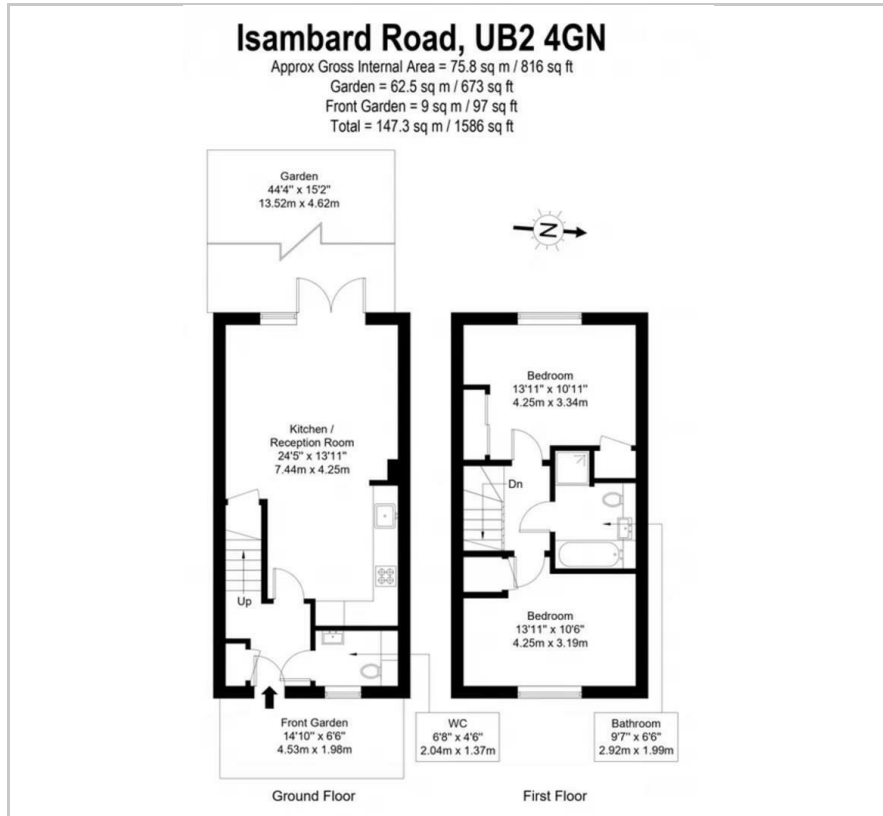 Isambard Road, UB2 4GN
Approx Gross Internal Area = 75.8 sq m / 816 sq ft
Garden = 62.5 sq m / 673 sq ft
Front Garden = 9 sq m / 97 sq ft
Total = 147.3 sq m / 1586 sq ft
Garden
44'4" x 15'2"
13.52m x 4.62m
N
Kitchen /
Reception Room
24'5" x 13'11"
7.44m x 4.25m
Up
Front Garden
14'10" x 6'6"
4.53m x 1.98m
WC
6'8" x 4'6"
2.04m x 1.37m
Ground Floor
Bedroom
13'11" x 10'11"
4.25m x 3.34m
Dn
Bedroom
13'11" x 10'6"
4.25m x 3.19m
Bathroom
9'7" x 6'6"
2.92m x 1.99m
First Floor